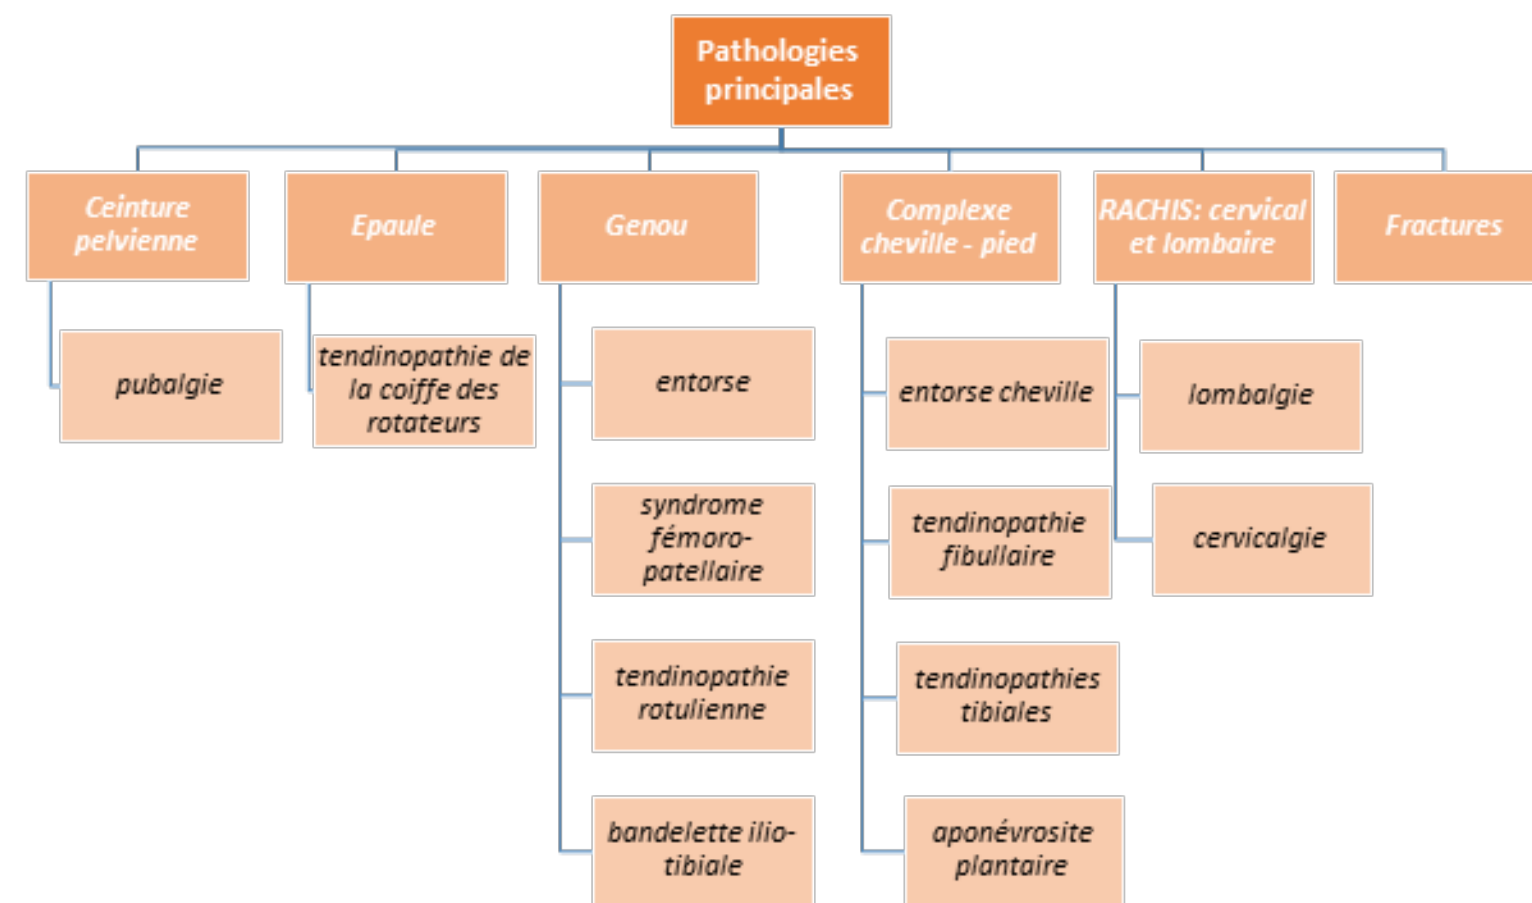 Pathologies
principales
Ceinture
pelvienne
Epaule
Genou
Complexe
cheville - pied
RACHIS: cervical
et lombaire
Fractures
pubalgie
tendinopathie de
la coiffe des
rotateurs
entorse
syndrome
fémoro-
patellaire
tendinopathie
rotulienne
bandelette ilio-
tibiale
entorse cheville
tendinopathie
fibullaire
tendinopathies
tibiales
aponévrosite
plantaire
lombalgie
cervicalgie